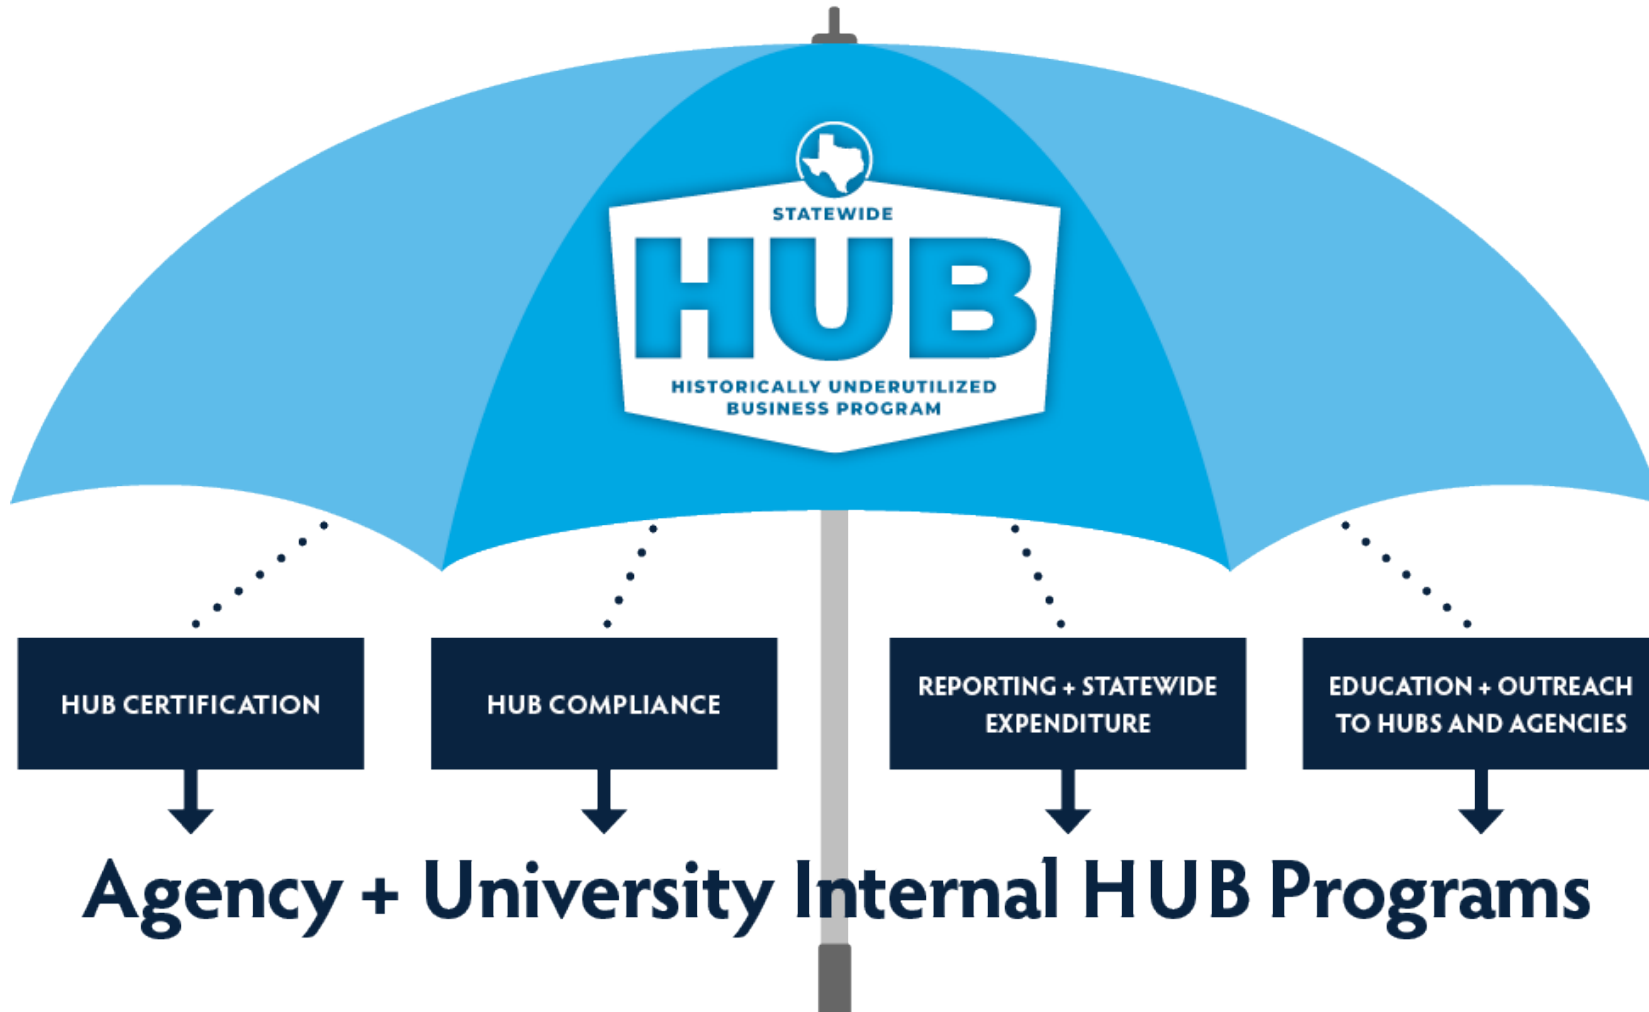 STATEWIDE
HUB
HISTORICALLY UNDERUTILIZED
BUSINESS PROGRAM
HUB CERTIFICATION
HUB COMPLIANCE
REPORTING + STATEWIDE
EXPENDITURE
EDUCATION + OUTREACH
TO HUBS AND AGENCIES
Agency + University Internal HUB Programs